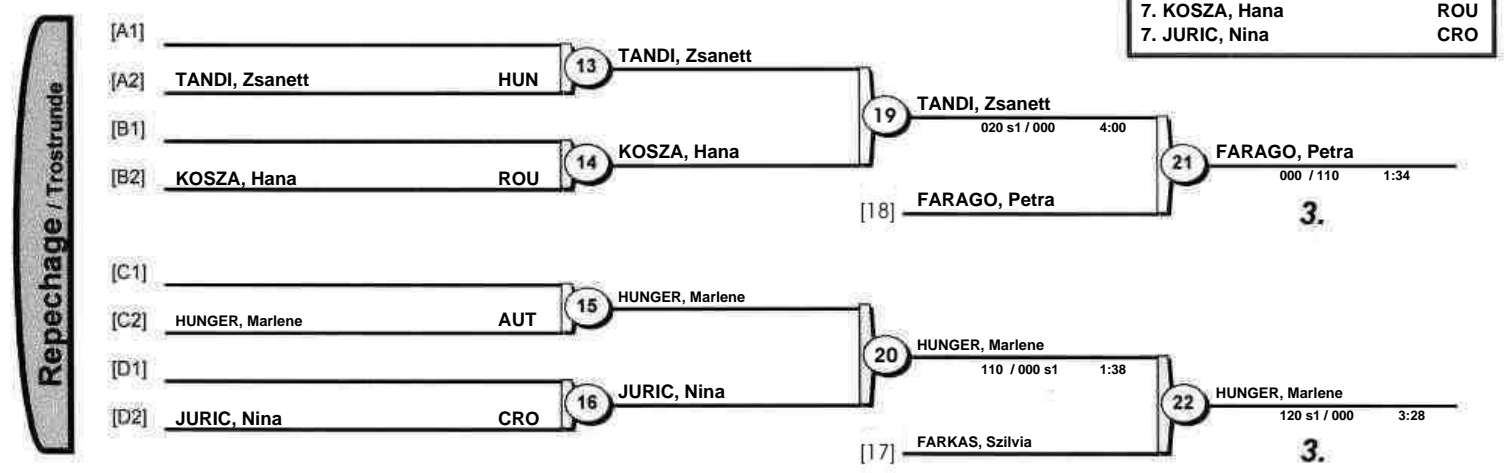 7. KOSZA, Hana ROU
7. JURIC, Nina CRO
Repechage / Trostrunde
[A1]
13 TANDI, Zsanett
[A2] TANDI, Zsanett HUN
19 TANDI, Zsanett
020 s1 / 000 4:00
[B1]
14 KOSZA, Hana
[B2] KOSZA, Hana ROU
21 FARAGO, Petra
000 / 110 1:34
[18] FARAGO, Petra
3.
[C1]
15 HUNGER, Marlene
[C2] HUNGER, Marlene AUT
20 HUNGER, Marlene
110 / 000 s1 1:38
[D1]
16 JURIC, Nina
[D2] JURIC, Nina CRO
22 HUNGER, Marlene
120 s1 / 000 3:28
[17] FARKAS, Szilvia
3.